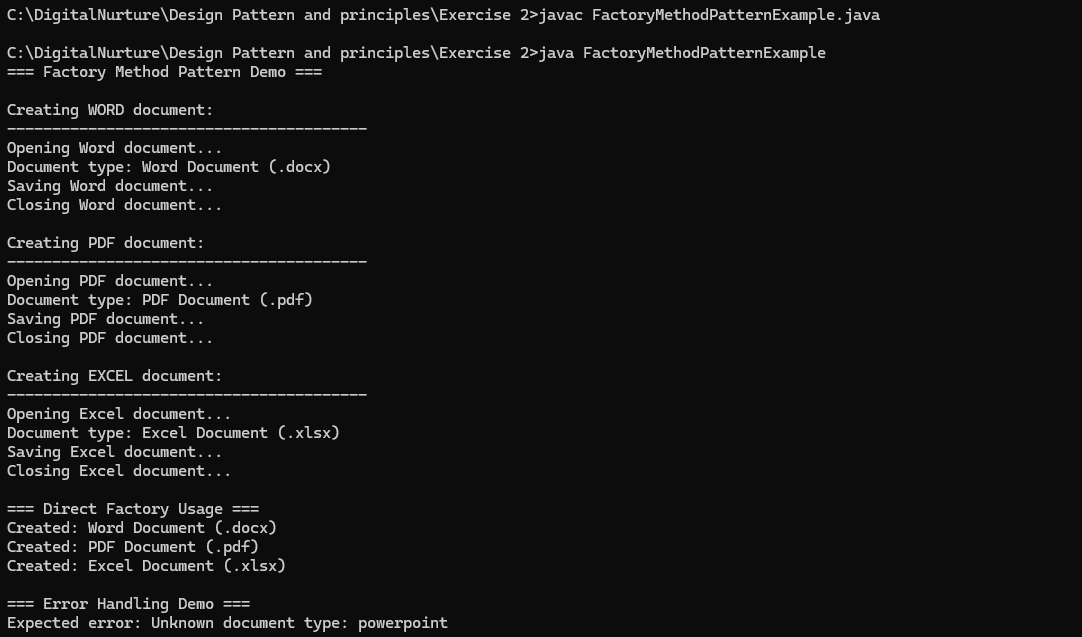 C:\DigitalNurture\Design Pattern and principles\Exercise 2>javac FactoryMethodPatternExample.java
C:\DigitalNurture\Design Pattern and principles\Exercise 2>java FactoryMethodPatternExample
=== Factory Method Pattern Demo ===
Creating WORD document:
----------------------------------------
Opening Word document...
Document type: Word Document (.docx)
Saving Word document...
Closing Word document...
Creating PDF document:
----------------------------------------
Opening PDF document...
Document type: PDF Document (.pdf)
Saving PDF document...
Closing PDF document...
Creating EXCEL document:
----------------------------------------
Opening Excel document...
Document type: Excel Document (.xlsx)
Saving Excel document...
Closing Excel document...
=== Direct Factory Usage ===
Created: Word Document (.docx)
Created: PDF Document (.pdf)
Created: Excel Document (.xlsx)
=== Error Handling Demo ===
Expected error: Unknown document type: powerpoint